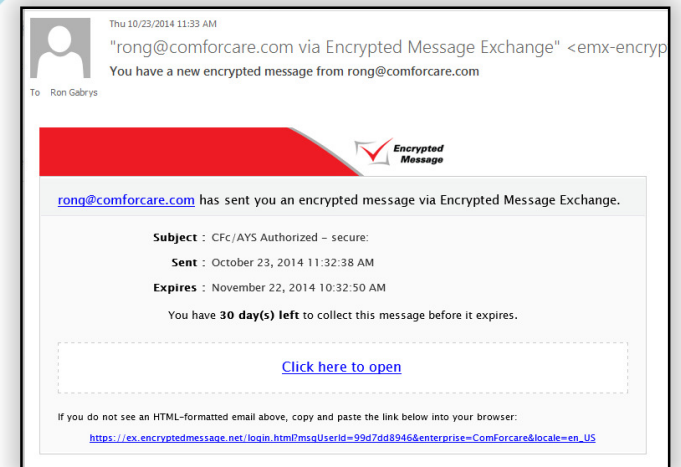 Thu 10/23/2014 11:33 AM
"rong@comforcare.com via Encrypted Message Exchange" <emx-encryp
You have a new encrypted message from rong@comforcare.com
To Ron Gabrys
Encrypted
Message
rong@comforcare.com has sent you an encrypted message via Encrypted Message Exchange.
Subject : CFc/AYS Authorized – secure:
Sent : October 23, 2014 11:32:38 AM
Expires : November 22, 2014 10:32:50 AM
You have 30 day(s) left to collect this message before it expires.
Click here to open
If you do not see an HTML-formatted email above, copy and paste the link below into your browser:
https://ex.encryptedmessage.net/login.html?msgUserId=99d7dd8946&enterprise=ComForcare&locale=en_US